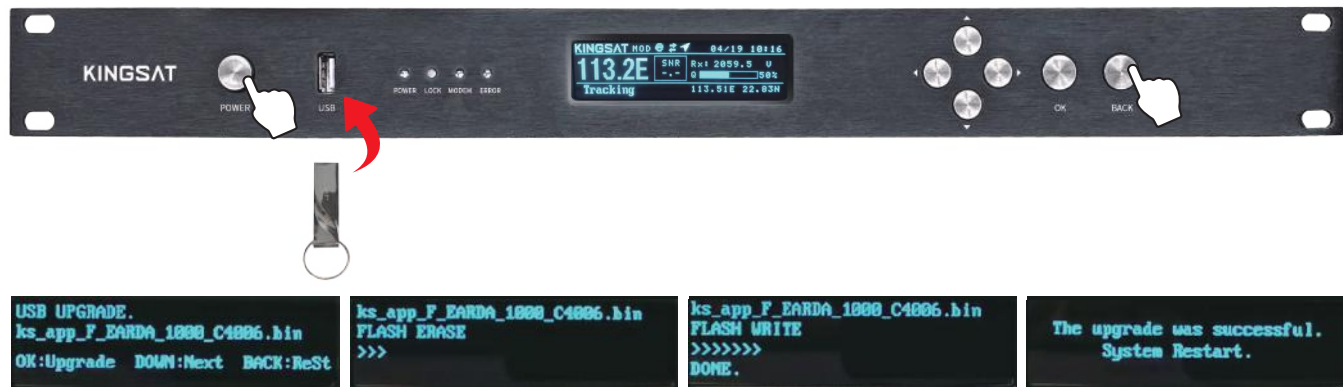 KINGSAT
POWER
USB
POWER LOCK MODEM ERROR
KINGSAT MOD 04/19 10:16
113.2E SNR -.- Rx: 2059.5 V
Q 50%
Tracking 113.51E 22.83N
OK
BACK
USB UPGRADE.
ks_app_F_EARDA_1000_C4006.bin
OK:Upgrade DOWN:Next BACK:ReSt
ks_app_F_EARDA_1000_C4006.bin
FLASH ERASE
>>>
ks_app_F_EARDA_1000_C4006.bin
FLASH WRITE
>>>>>>>
DONE.
The upgrade was successful.
System Restart.